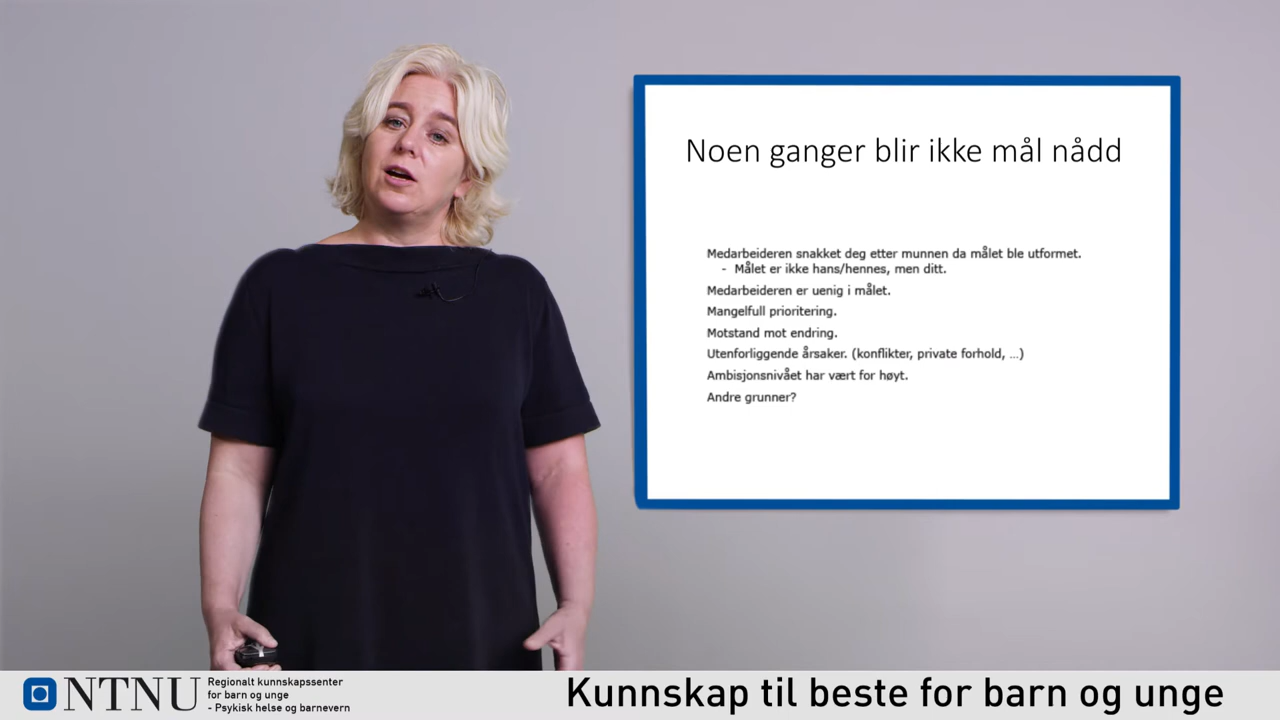 Noen ganger blir ikke mål nådd
Medarbeideren snakket deg etter munnen da målet ble utformet.
- Målet er ikke hans/hennes, men ditt.
Medarbeideren er uenig i målet.
Mangelfull prioritering.
Motstand mot endring.
Utenforliggende årsaker. (konflikter, private forhold, ...)
Ambisjonsnivået har vært for høyt.
Andre grunner?
NTNU
Regionalt kunnskapssenter
for barn og unge
- Psykisk helse og barnevern
Kunnskap til beste for barn og unge